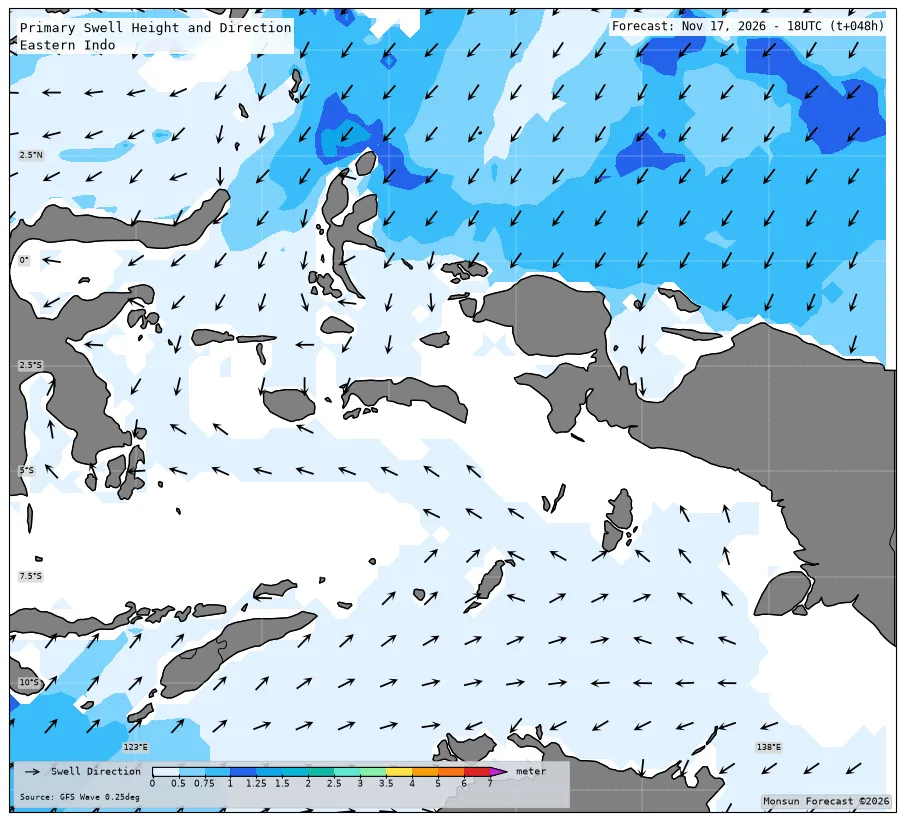 Primary Swell Height and Direction
Eastern Indo
Forecast: Nov 17, 2026 - 18UTC (t+048h)
2.5°N
0°
2.5°S
5°S
7.5°S
10°S
123°E
138°E
Swell Direction
meter
0 0.5 0.75 1 1.25 1.5 2 2.5 3 3.5 4 5 6 7
Source: GFS Wave 0.25deg
Monsun Forecast ©2026